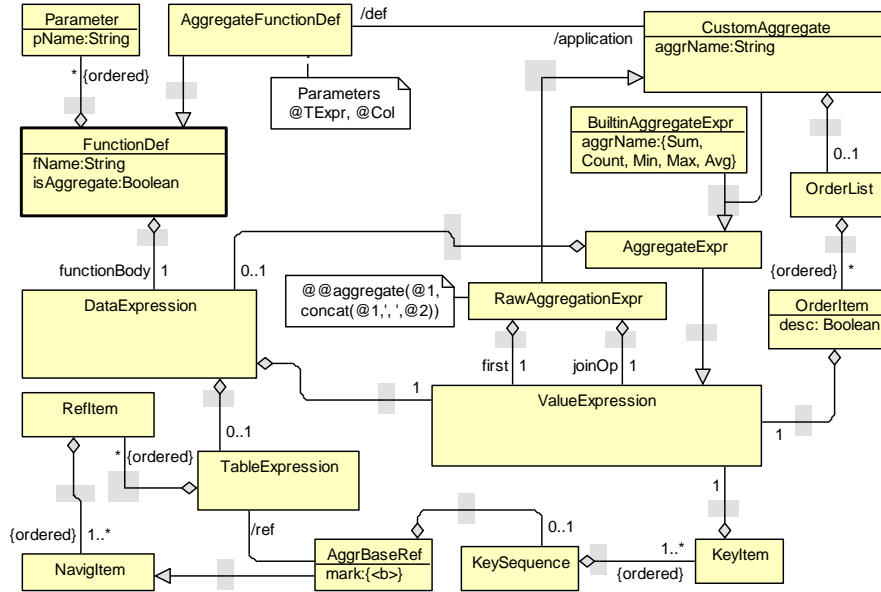 Parameter
pName:String
AggregateFunctionDef
/def
/application
CustomAggregate
aggrName:String
* {ordered}
Parameters
@TExpr, @Col
BuiltinAggregateExpr
aggrName:{Sum,
Count, Min, Max, Avg}
FunctionDef
fName:String
isAggregate:Boolean
0..1
OrderList
AggregateExpr
functionBody 1
0..1
{ordered} *
DataExpression
@@aggregate(@1,
concat(@1,', ',@2))
RawAggregationExpr
OrderItem
desc: Boolean
first 1
joinOp 1
1
ValueExpression
1
RefItem
0..1
* {ordered}
TableExpression
1
/ref
{ordered} 1..*
0..1
1..*
{ordered}
NavigItem
AggrBaseRef
mark:{<b>}
KeySequence
KeyItem